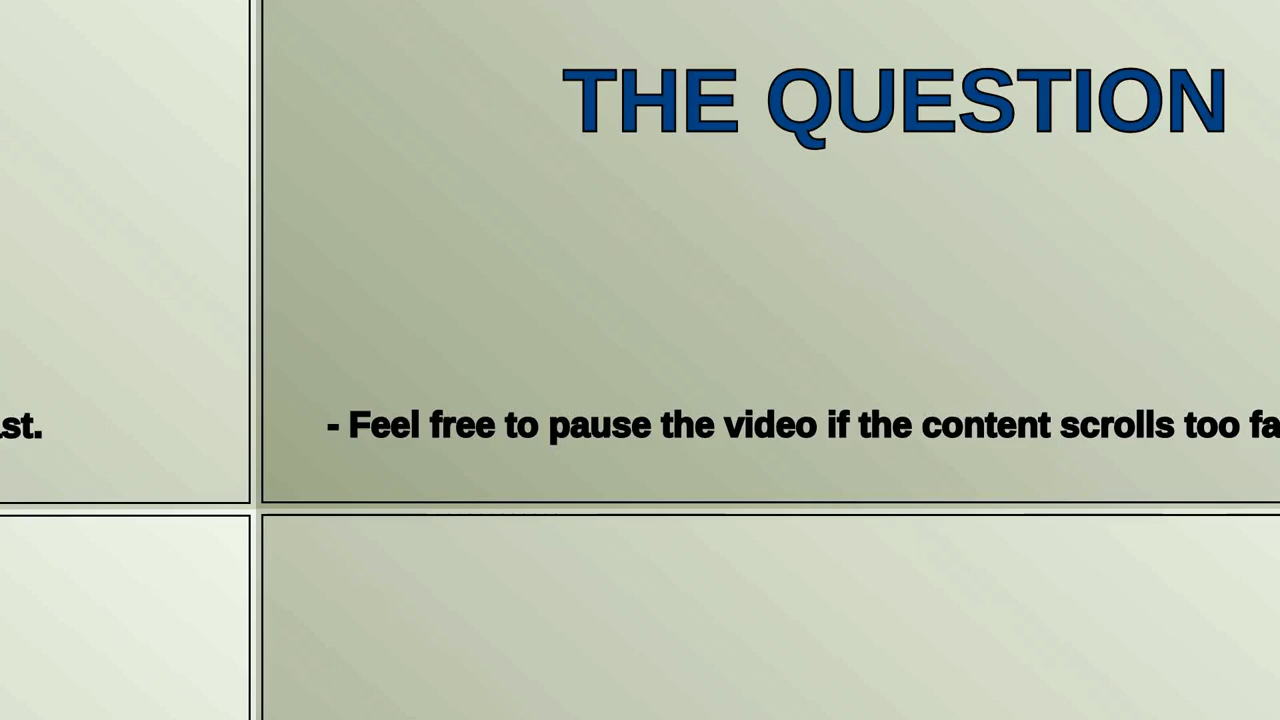 THE QUESTION
st.
- Feel free to pause the video if the content scrolls too fa